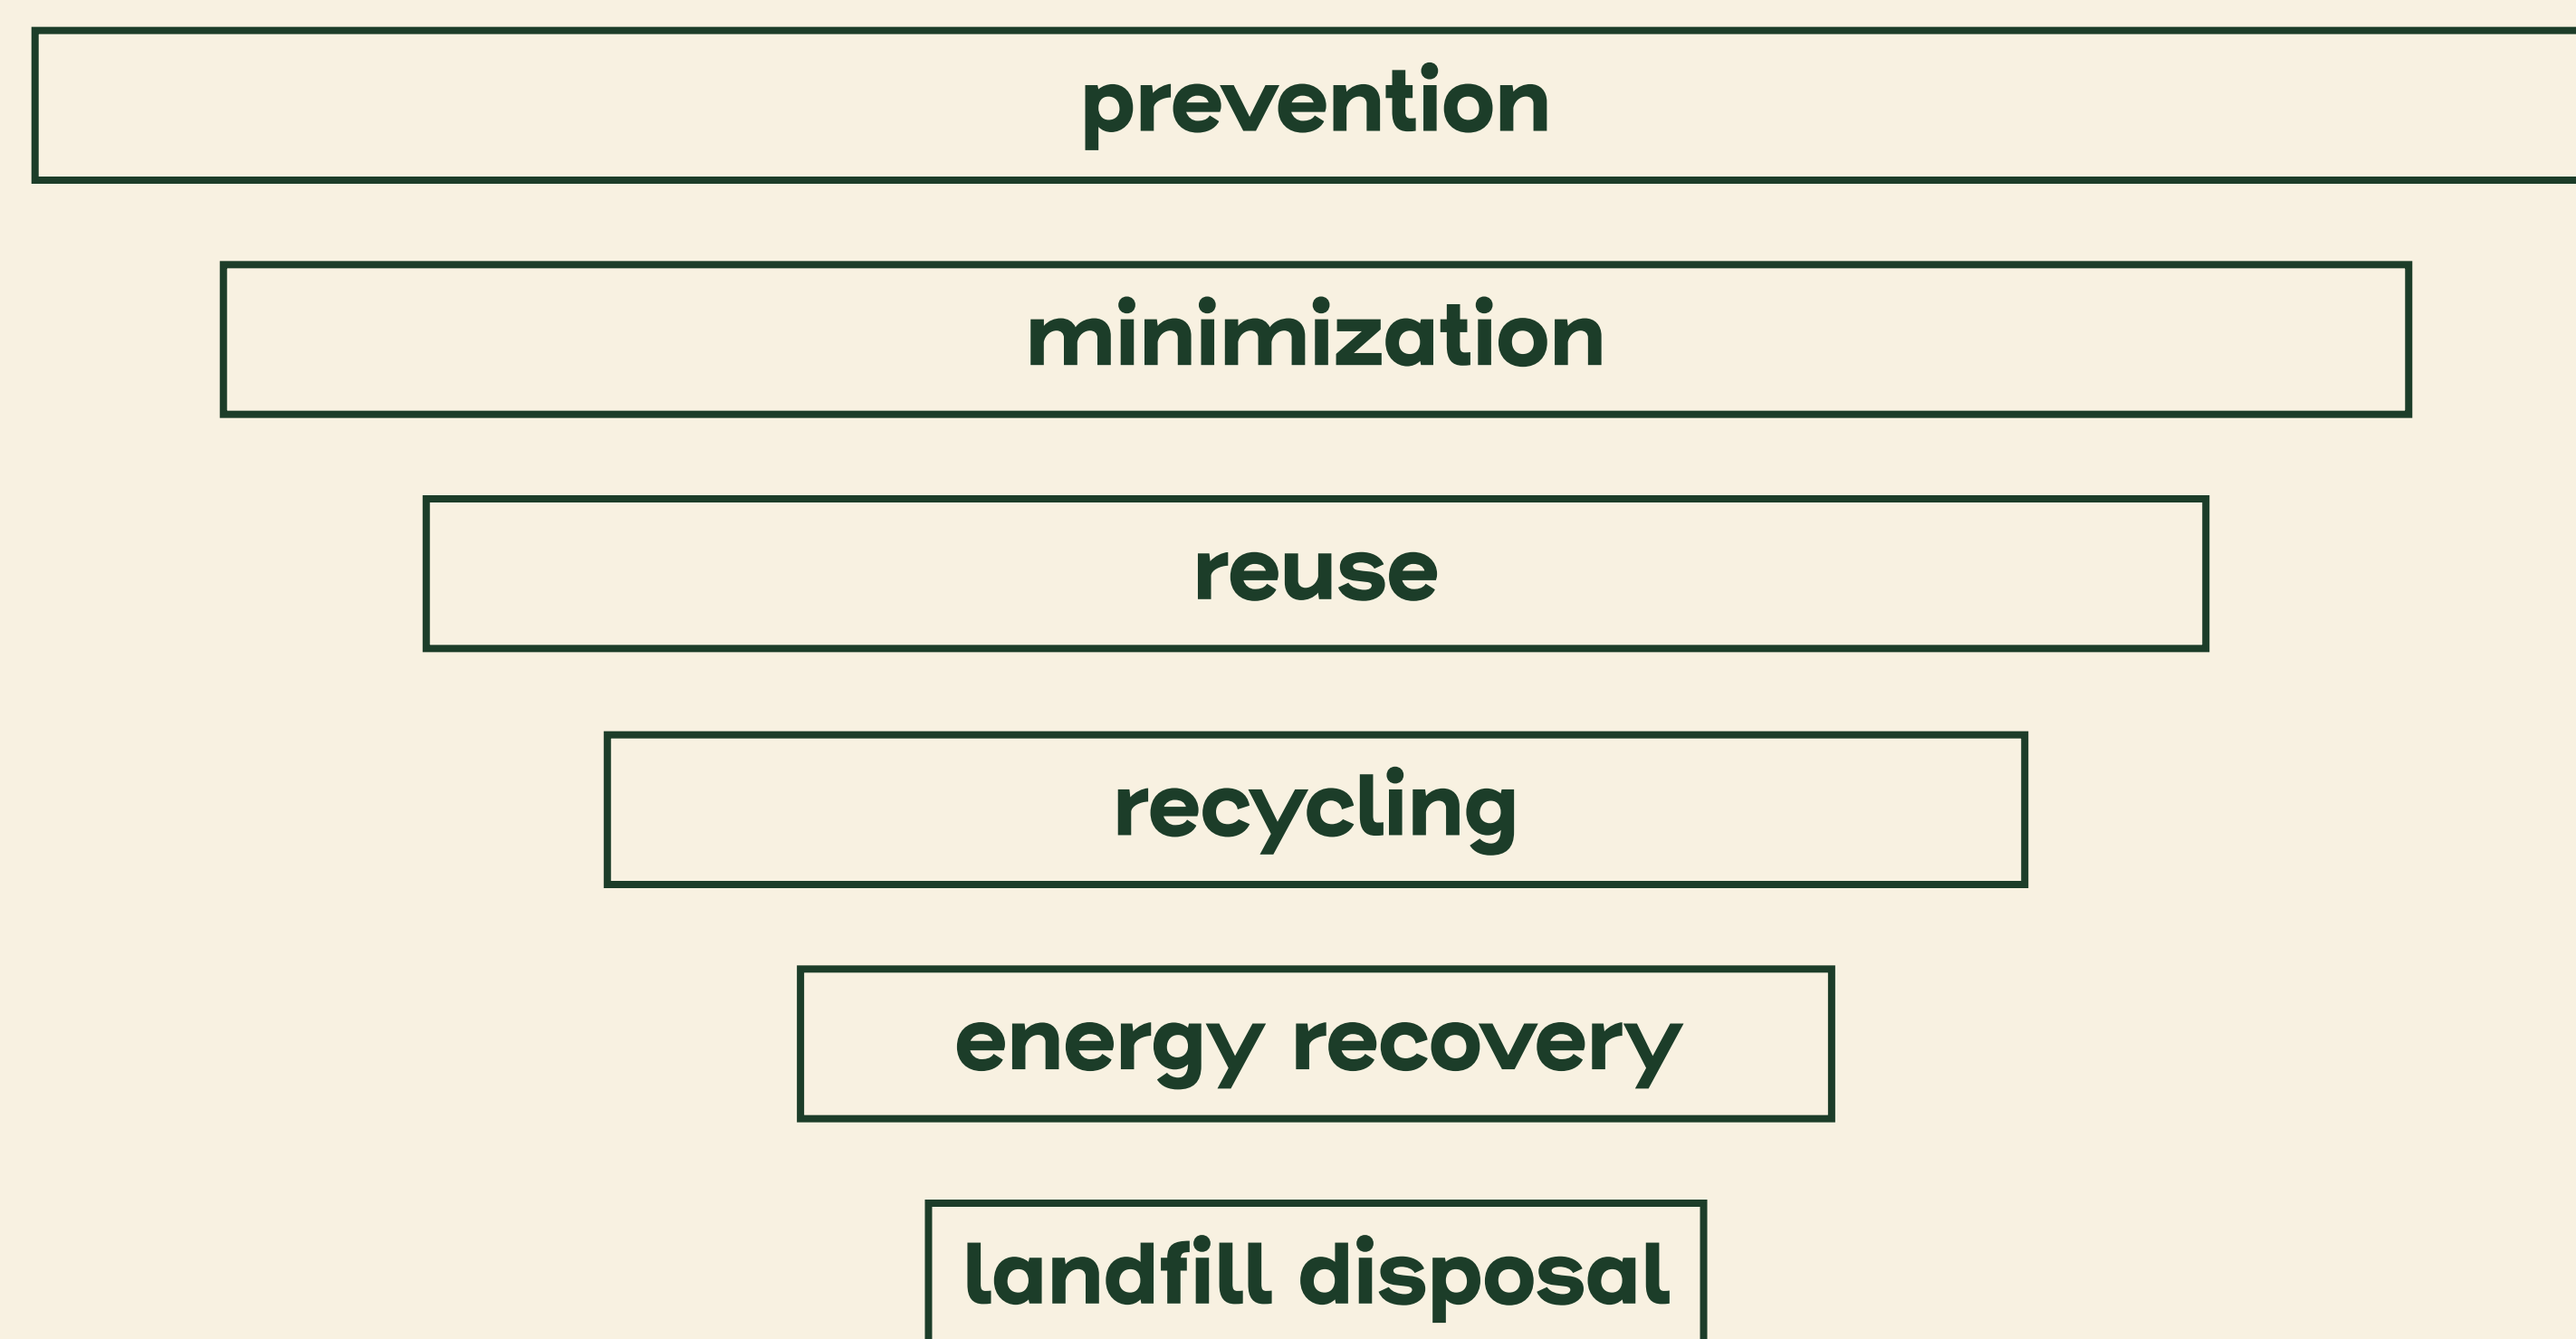 prevention
minimization
reuse
recycling
energy recovery
landfill disposal